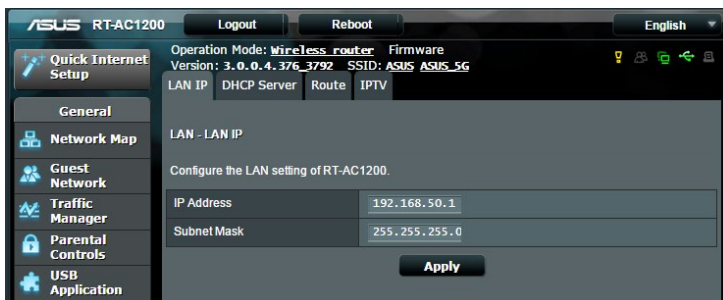 ASUS RT-AC1200 Logout Reboot English
Quick Internet Setup
Operation Mode: Wireless router Firmware
Version: 3.0.0.4.376_3792 SSID: ASUS ASUS_5G
LAN IP DHCP Server Route IPTV
General
Network Map
Guest Network
Traffic Manager
Parental Controls
USB Application
LAN - LAN IP
Configure the LAN setting of RT-AC1200.
IP Address 192.168.50.1
Subnet Mask 255.255.255.0
Apply